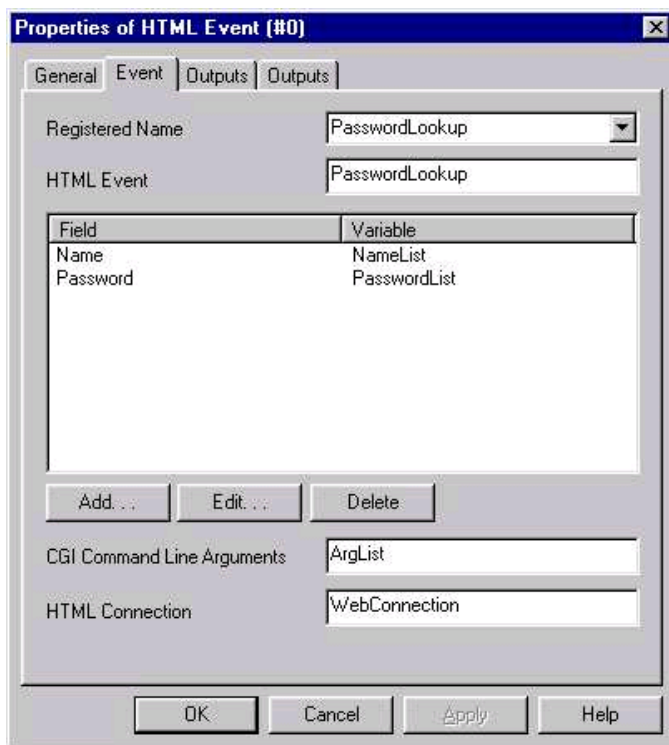 Properties of HTML Event (#0)
General Event Outputs Outputs
Registered Name PasswordLookup
HTML Event PasswordLookup
Field Variable
Name NameList
Password PasswordList
Add. . . Edit. . . Delete
CGI Command Line Arguments ArgList
HTML Connection WebConnection
OK Cancel Apply Help